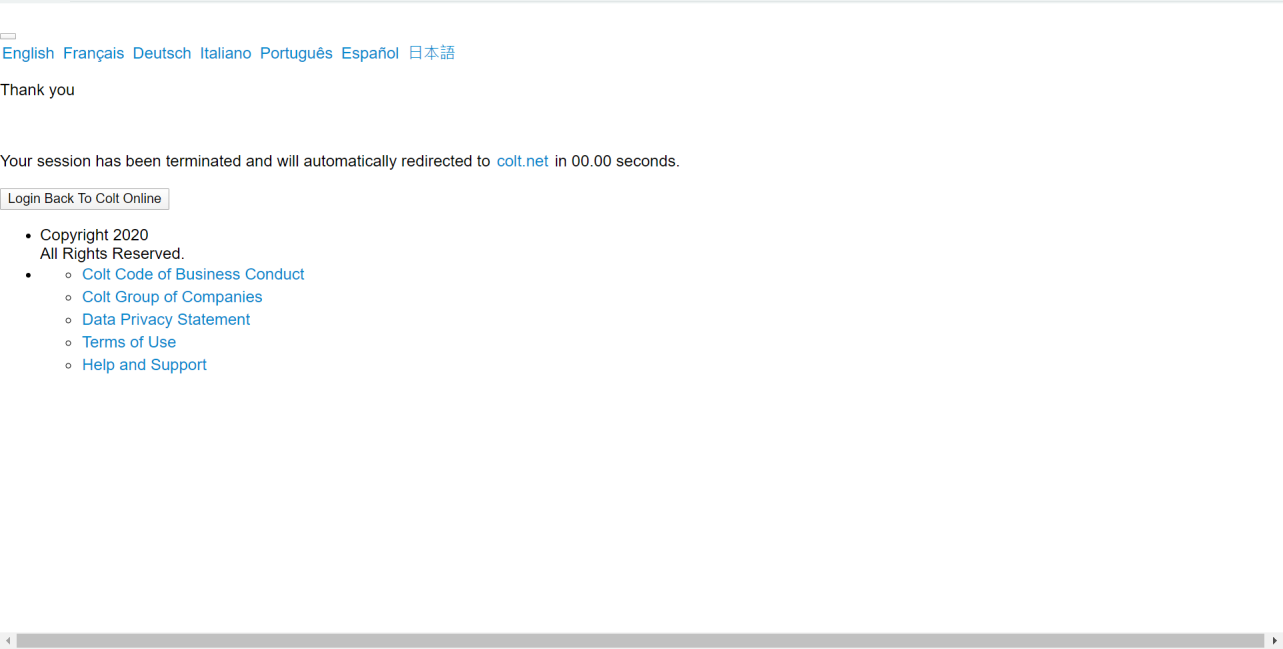 English Français Deutsch Italiano Português Español 日本語
Thank you
Your session has been terminated and will automatically redirected to colt.net in 00.00 seconds.
Login Back To Colt Online
Copyright 2020
All Rights Reserved.
Colt Code of Business Conduct
Colt Group of Companies
Data Privacy Statement
Terms of Use
Help and Support